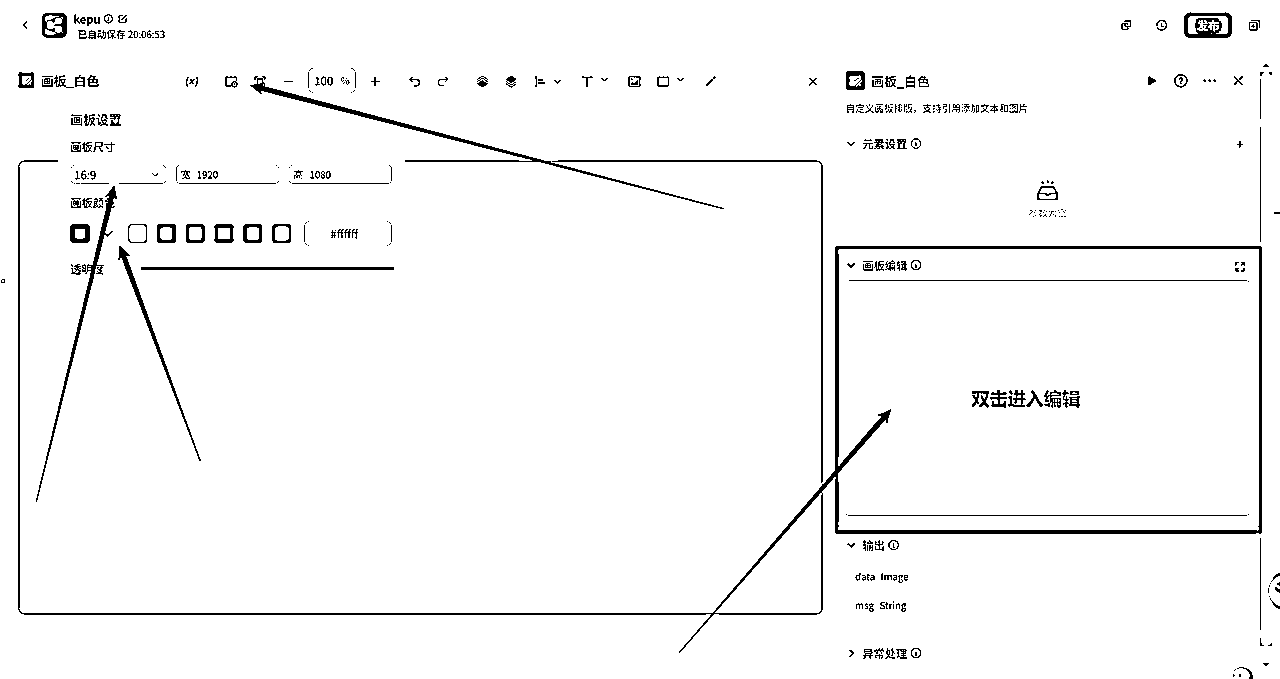 kepu
已自动保存 20:06:53
发布
画板_白色
(x)
100 %
画板设置
画板尺寸
16:9
宽 1920
高 1080
画板颜色
#ffffff
透明度
画板_白色
自定义画板排版，支持引用添加文本和图片
元素设置
参数为空
画板编辑
双击进入编辑
输出
data Image
msg String
异常处理